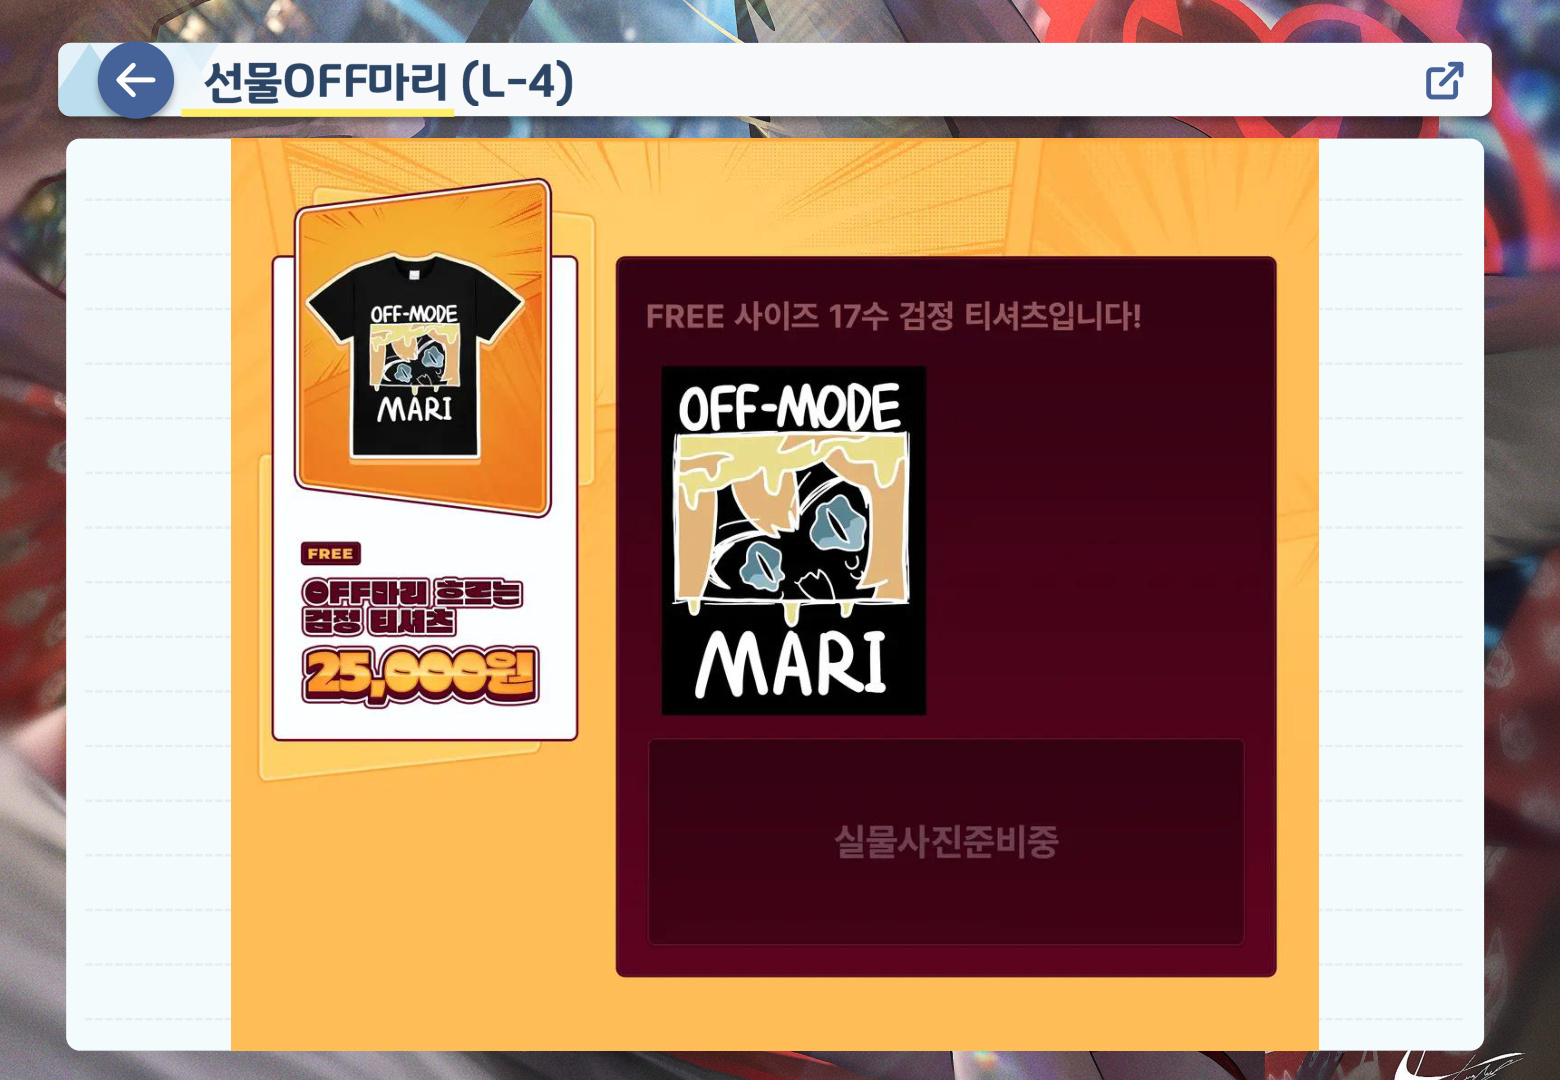 선물OFF마리 (L-4)
OFF-MODE
MARI
FREE
OFF마리 흐르는
검정 티셔츠
25,000원
FREE 사이즈 17수 검정 티셔츠입니다!
OFF-MODE
MARI
실물사진준비중